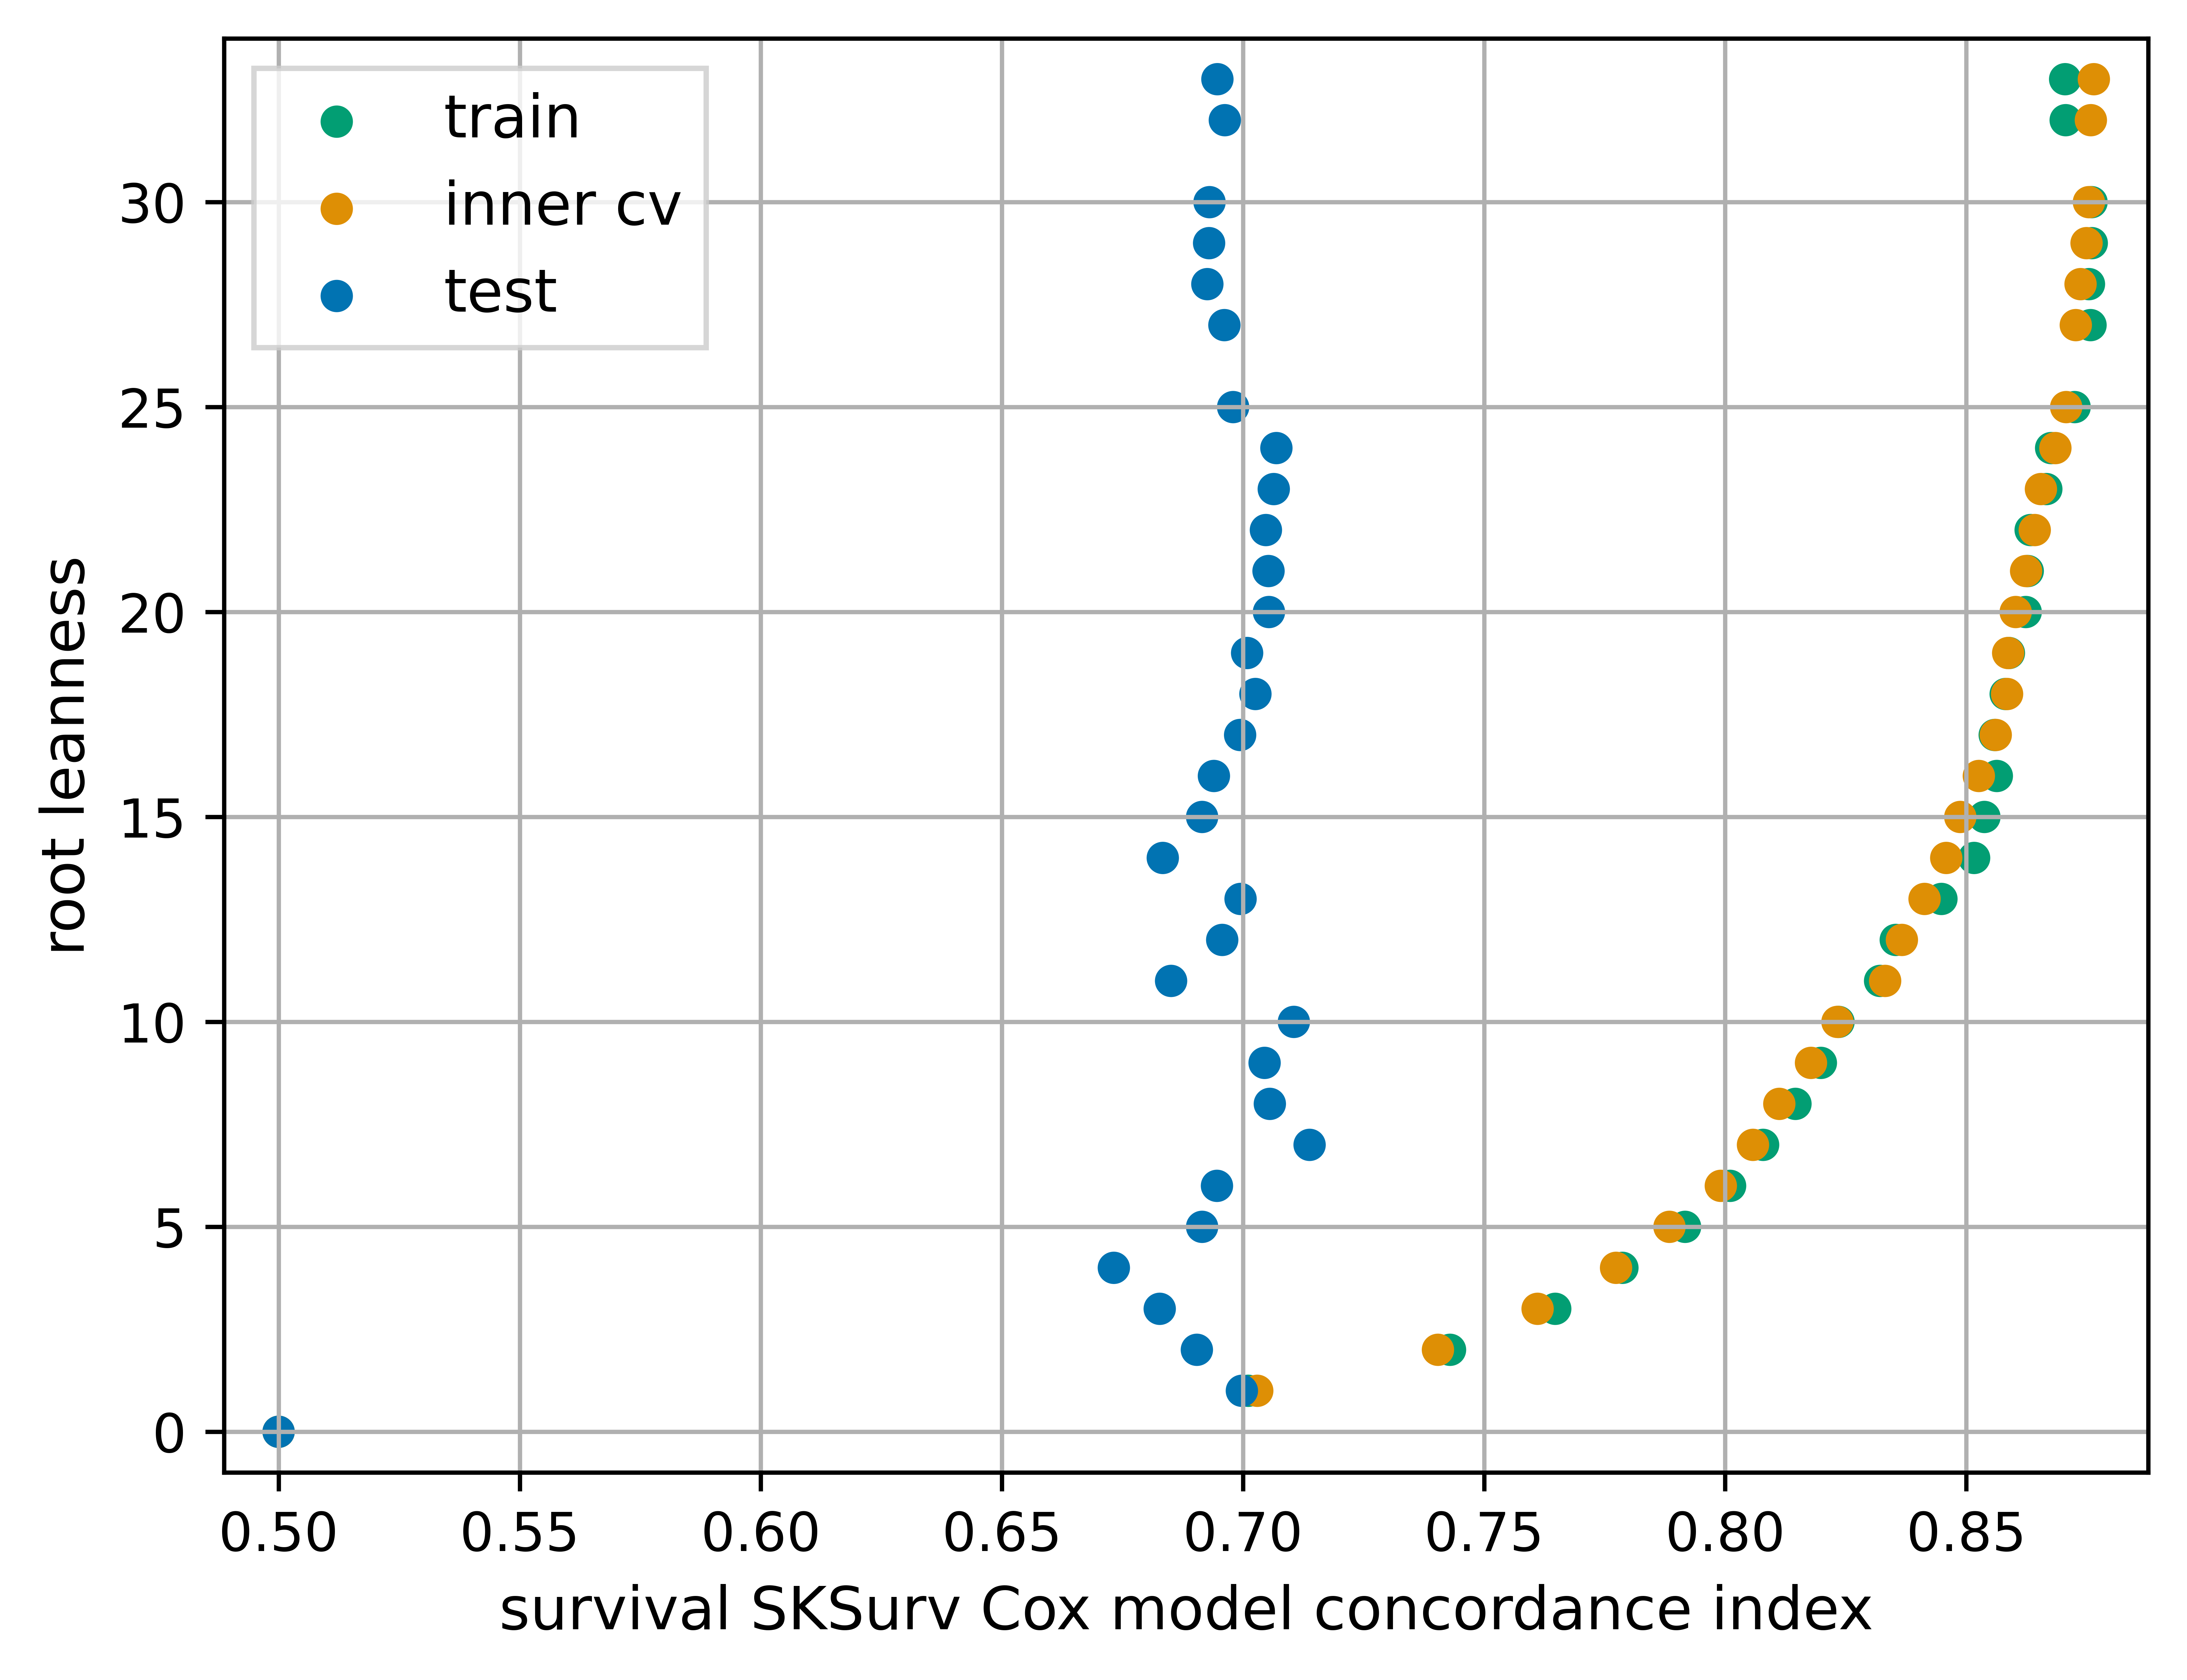 train
inner cv
test
30
25
20
15
10
5
0
root leanness
0.50 0.55 0.60 0.65 0.70 0.75 0.80 0.85
survival SKSurv Cox model concordance index